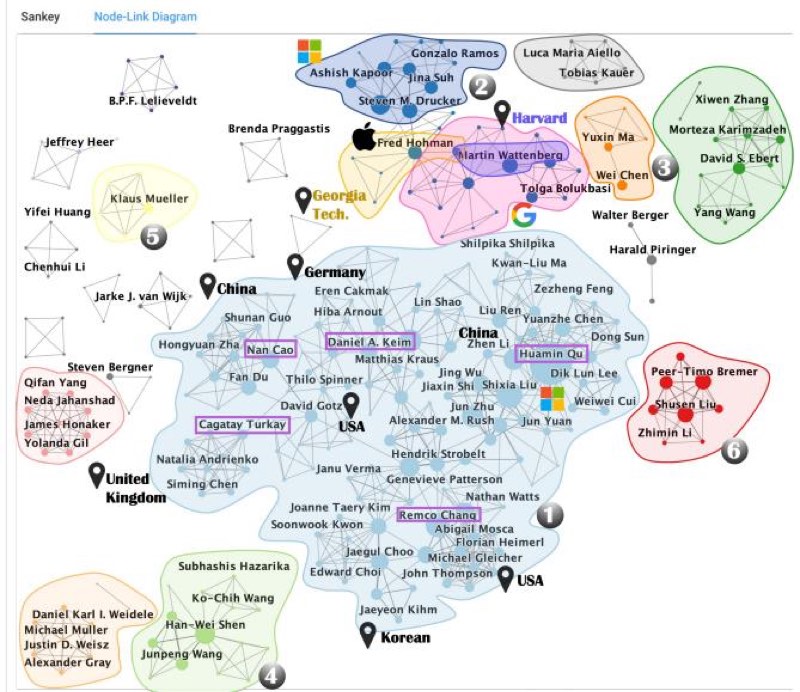 Sankey
Node-Link Diagram
Gonzalo Ramos
Ashish Kapoor
Jina Suh
Steven M. Drucker
2
Luca Maria Aiello
Tobias Kauer
B.P.F. Lelieveldt
Jeffrey Heer
Brenda Praggastis
Fred Hohman
Harvard
Martin Wattenberg
Tolga Bolukbasi
Georgia
Tech.
G
Yuxin Ma
Wei Chen
3
Xiwen Zhang
Morteza Karimzadeh
David S. Ebert
Yang Wang
Klaus Mueller
5
Yifei Huang
Chenhui Li
Walter Berger
Harald Piringer
Germany
China
Jarke J. van Wijk
Shilpika Shilpika
Kwan-Liu Ma
Eren Cakmak
Zezheng Feng
Lin Shao
Hiba Arnout
Liu Ren
Shunan Guo
Yuanzhe Chen
China
Dong Sun
Hongyuan Zha
Nan Cao
Daniel A. Keim
Zhen Li
Huamin Qu
Matthias Kraus
Steven Bergner
Jing Wu
Dik Lun Lee
Fan Du
Thilo Spinner
Jiaxin Shi
Shixia Liu
David Gotz
Jun Zhu
Weiwei Cui
USA
Cagatay Turkay
Alexander M. Rush
Jun Yuan
Qifan Yang
Neda Jahanshad
James Honaker
Yolanda Gil
Peer-Timo Bremer
Shusen Liu
Zhimin Li
6
United
Kingdom
Natalia Andrienko
Siming Chen
Hendrik Strobelt
Janu Verma
Genevieve Patterson
Nathan Watts
Joanne Taery Kim
Remco Chang
1
Soonwook Kwon
Abigail Mosca
Florian Heimerl
Jaegul Choo
Michael Gleicher
Edward Choi
John Thompson
USA
Jaeyeon Kihm
Korean
Subhashis Hazarika
Ko-Chih Wang
Han-Wei Shen
Junpeng Wang
4
Daniel Karl I. Weidele
Michael Muller
Justin D. Weisz
Alexander Gray